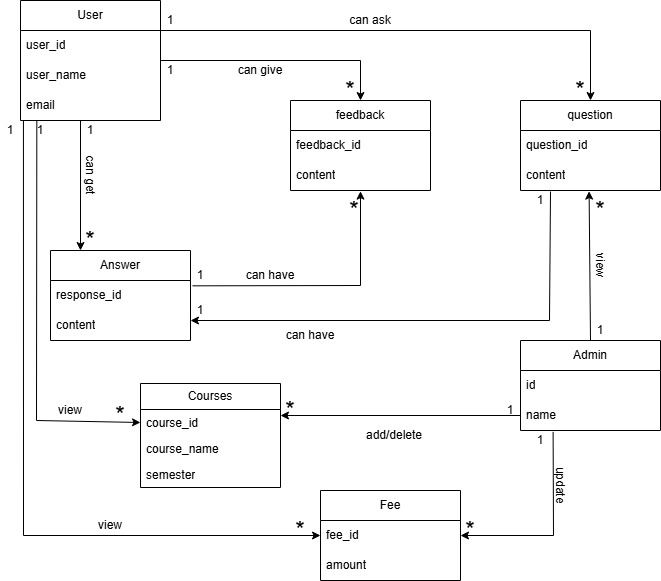 User
user_id
user_name
email
1
can ask
*
1
can give
*
1
1
1
can get
*
feedback
feedback_id
content
*
question
question_id
content
1
*
view
1
Answer
response_id
content
1
can have
1
can have
Admin
id
name
1
add/delete
*
1
update
*
Courses
course_id
course_name
semester
view
*
Fee
fee_id
amount
view
*